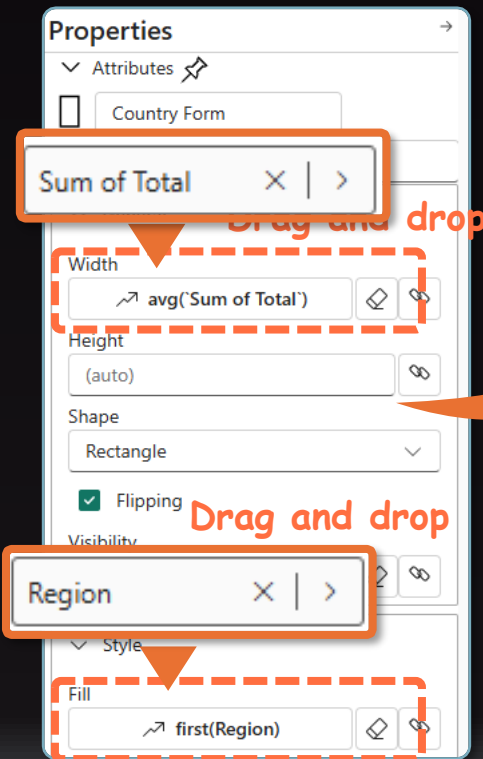 Properties
Attributes
Country Form
Sum of Total
Drag and drop
Width
avg(`Sum of Total`)
Height
(auto)
Shape
Rectangle
Flipping
Drag and drop
Visibility
Region
Style
Fill
first(Region)